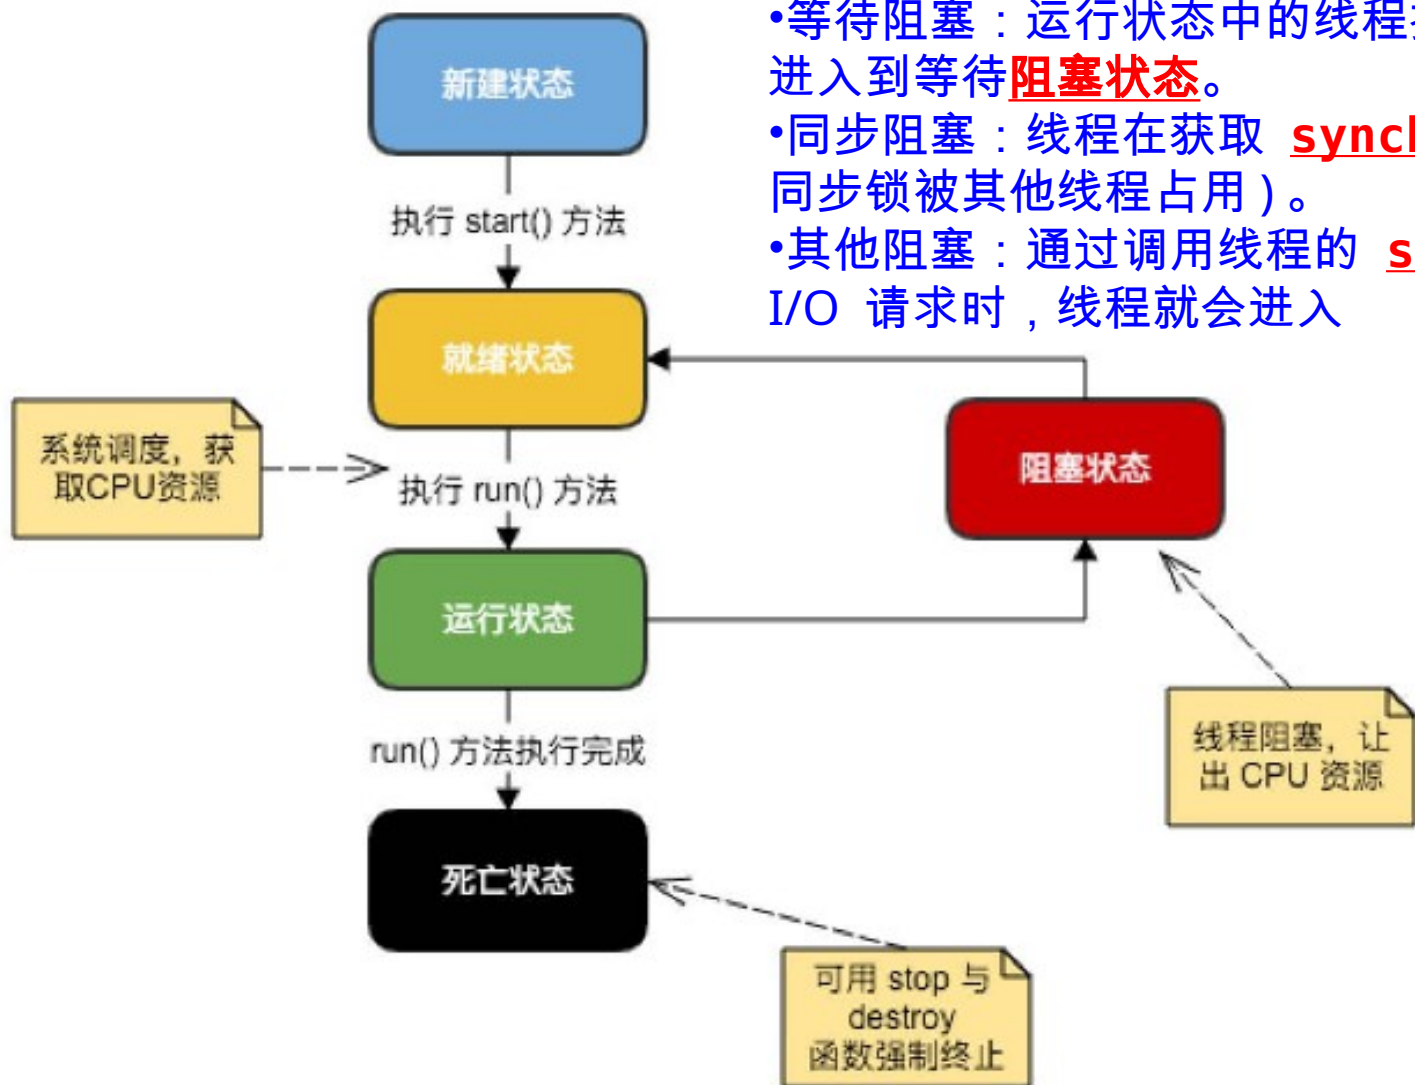 •等待阻塞：运行状态中的线程
进入到等待阻塞状态。
•同步阻塞：线程在获取 sync
同步锁被其他线程占用)。
•其他阻塞：通过调用线程的 s
I/O 请求时，线程就会进入
新建状态
执行 start() 方法
就绪状态
系统调度，获
取CPU资源
执行 run() 方法
阻塞状态
运行状态
线程阻塞，让
出 CPU 资源
run() 方法执行完成
死亡状态
可用 stop 与
destroy
函数强制终止